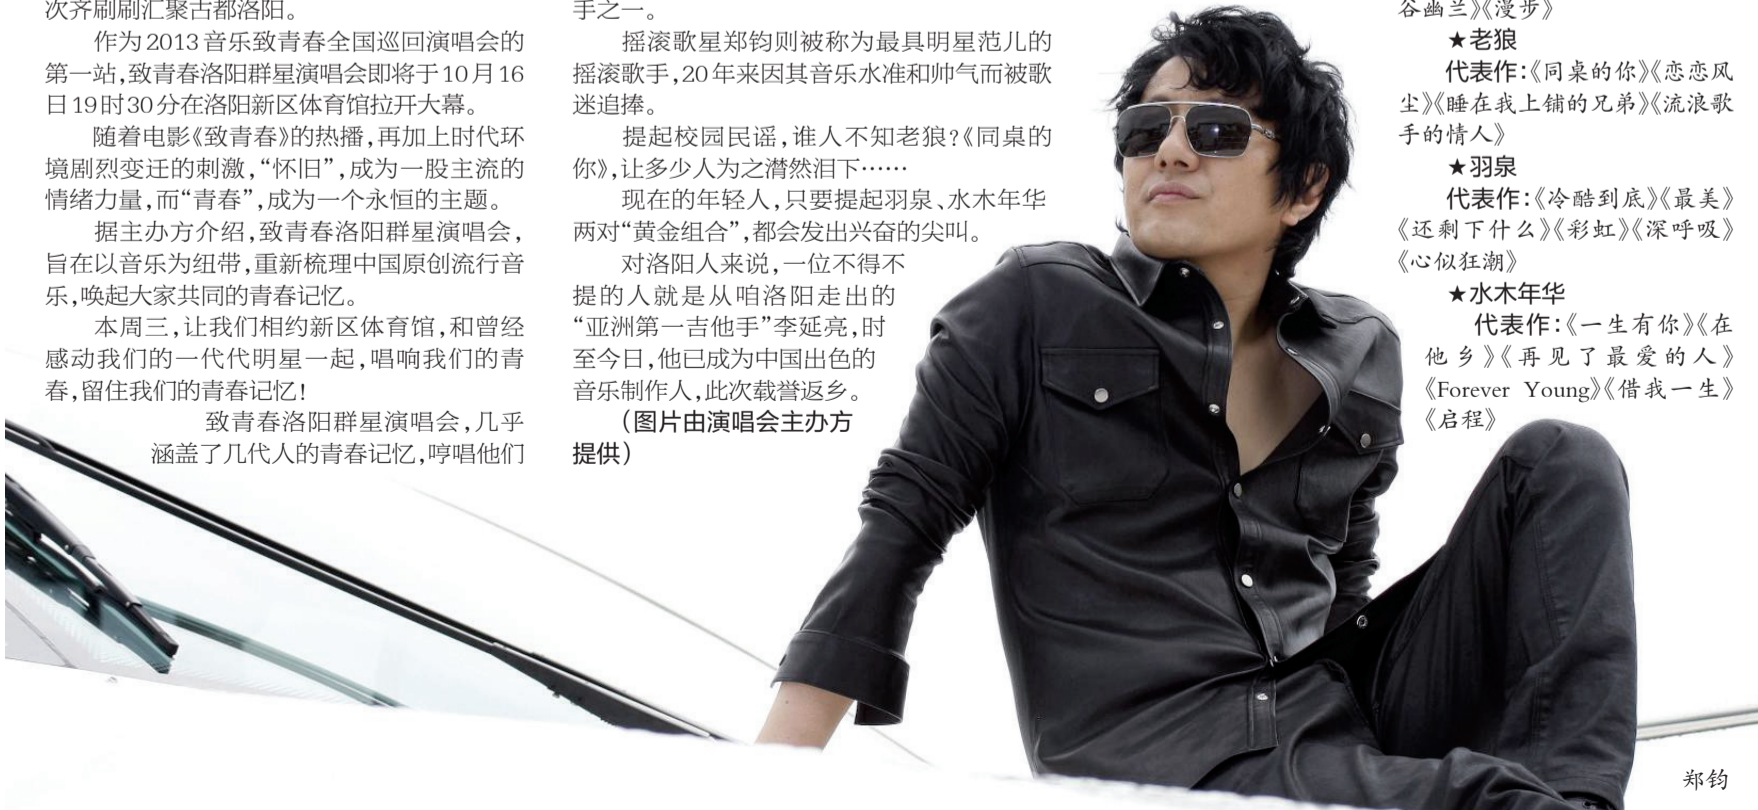 次齐刷刷汇聚古都洛阳。
作为2013音乐致青春全国巡回演唱会的
第一站,致青春洛阳群星演唱会即将于10月16
日19时30分在洛阳新区体育馆拉开大幕。
随着电影《致青春》的热播,再加上时代环
境剧烈变迁的刺激,“怀旧”,成为一股主流的
情绪力量,而“青春”,成为一个永恒的主题。
据主办方介绍,致青春洛阳群星演唱会,
旨在以音乐为纽带,重新梳理中国原创流行音
乐,唤起大家共同的青春记忆。
本周三,让我们相约新区体育馆,和曾经
感动我们的一代代明星一起,唱响我们的青
春,留住我们的青春记忆!
致青春洛阳群星演唱会,几乎
涵盖了几代人的青春记忆,哼唱他们
手之一。
摇滚歌星郑钧则被称为最具明星范儿的
摇滚歌手,20年来因其音乐水准和帅气而被歌
迷追捧。
提起校园民谣,谁人不知老狼?《同桌的
你》,让多少人为之潸然泪下……
现在的年轻人,只要提起羽泉、水木年华
两对“黄金组合”,都会发出兴奋的尖叫。
对洛阳人来说,一位不得不
提的人就是从咱洛阳走出的
“亚洲第一吉他手”李延亮,时
至今日,他已成为中国出色的
音乐制作人,此次载誉返乡。
(图片由演唱会主办方
提供)
谷幽兰》《漫步》
★老狼
代表作:《同桌的你》《恋恋风
尘》《睡在我上铺的兄弟》《流浪歌
手的情人》
★羽泉
代表作:《冷酷到底》《最美》
《还剩下什么》《彩虹》《深呼吸》
《心似狂潮》
★水木年华
代表作:《一生有你》《在
他乡》《再见了最爱的人》
《Forever Young》《借我一生》
《启程》
郑钧